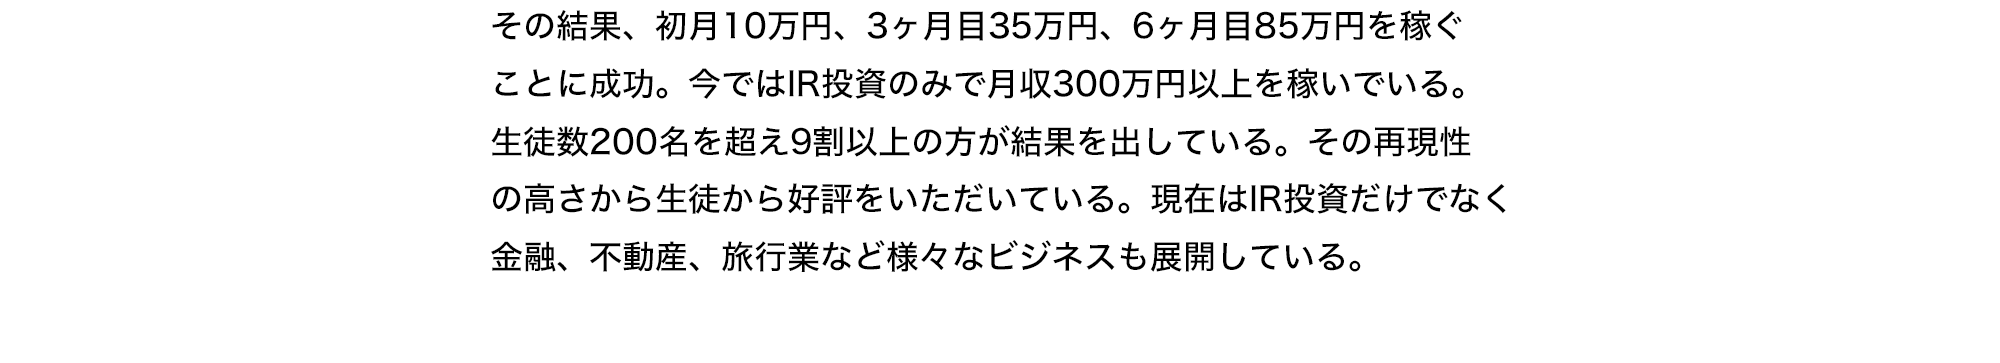 その結果、初月10万円、3ヶ月目35万円、6ヶ月目85万円を稼ぐ
ことに成功。今ではIR投資のみで月収300万円以上を稼いでいる。
生徒数200名を超え9割以上の方が結果を出している。その再現性
の高さから生徒から好評をいただいている。現在はIR投資だけでなく
金融、不動産、旅行業など様々なビジネスも展開している。